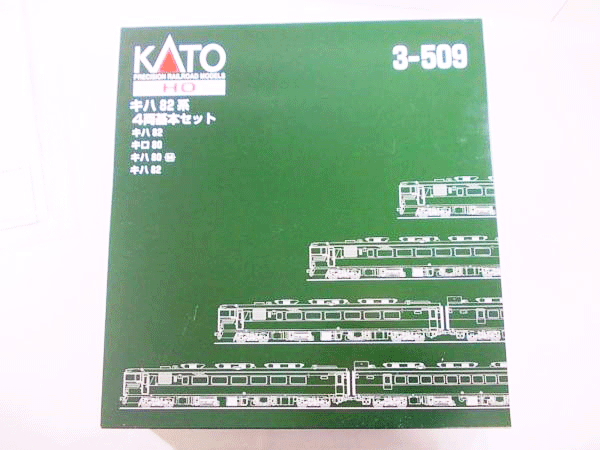 KATO
PRECISION RAILROAD MODELS
HO
3-509
キハ 82 系
4両基本セット
キハ 82
キロ 80
キハ 80 Ⓜ
キハ 82